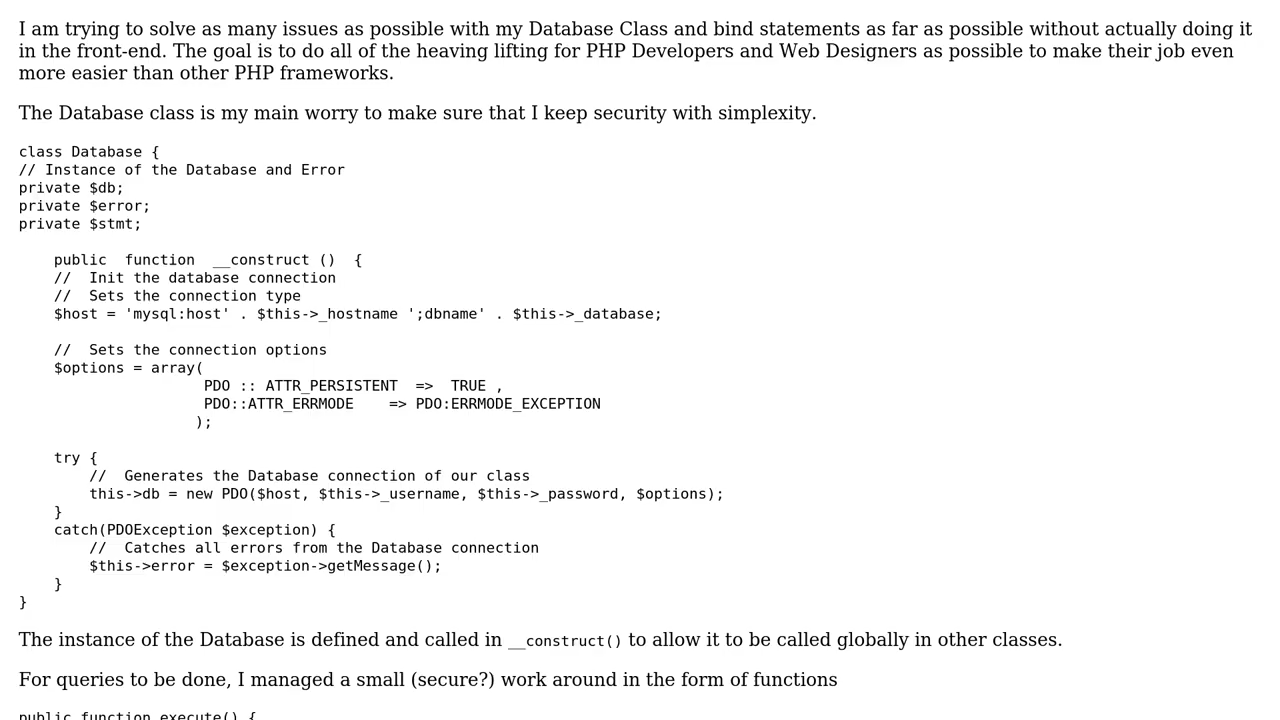 I am trying to solve as many issues as possible with my Database Class and bind statements as far as possible without actually doing it
in the front-end. The goal is to do all of the heaving lifting for PHP Developers and Web Designers as possible to make their job even
more easier than other PHP frameworks.
The Database class is my main worry to make sure that I keep security with simplexity.
class Database {
// Instance of the Database and Error
private $db;
private $error;
private $stmt;
    public  function  __construct ()  {
    //  Init the database connection
    //  Sets the connection type
    $host = 'mysql:host' . $this->_hostname ';dbname' . $this->_database;
    //  Sets the connection options
    $options = array(
                     PDO :: ATTR_PERSISTENT  =>  TRUE ,
                     PDO::ATTR_ERRMODE    => PDO:ERRMODE_EXCEPTION
                    );
    try {
        //  Generates the Database connection of our class
        this->db = new PDO($host, $this->_username, $this->_password, $options);
    }
    catch(PDOException $exception) {
        //  Catches all errors from the Database connection
        $this->error = $exception->getMessage();
    }
}
The instance of the Database is defined and called in __construct() to allow it to be called globally in other classes.
For queries to be done, I managed a small (secure?) work around in the form of functions
public function execute() {